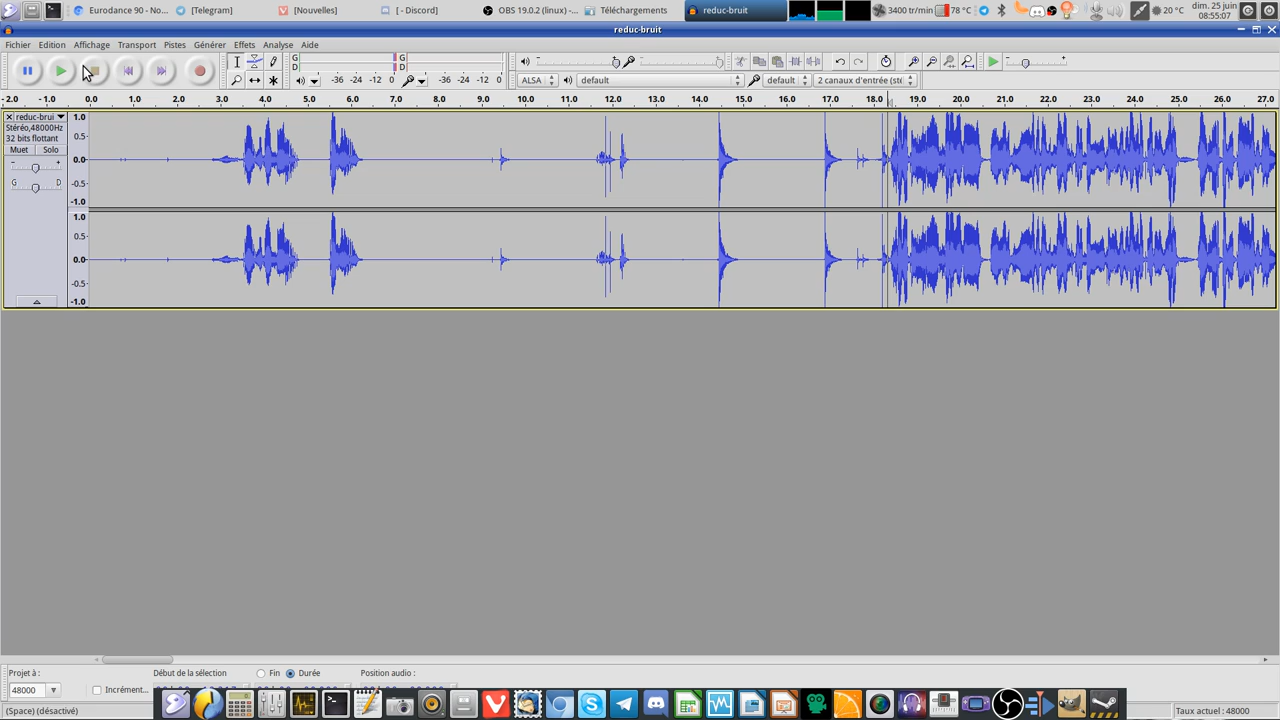 Eurodance 90 - No... [Telegram] [Nouvelles] [ - Discord] OBS 19.0.2 (linux) -... Téléchargements reduc-bruit 3400 tr/min 78 °C 20 °C dim. 25 juin
08:55:07
reduc-bruit
Fichier Edition Affichage Transport Pistes Générer Effets Analyse Aide
G
D
-36 -24 -12 0
G
D
-36 -24 -12 0
ALSA default default 2 canaux d'entrée (sté
-2.0 -1.0 0.0 1.0 2.0 3.0 4.0 5.0 6.0 7.0 8.0 9.0 10.0 11.0 12.0 13.0 14.0 15.0 16.0 17.0 18.0 19.0 20.0 21.0 22.0 23.0 24.0 25.0 26.0 27.0
reduc-brui
Stéréo,48000Hz
32 bits flottant
Muet Solo
- +
G D
1.0
0.5
0.0
-0.5
-1.0
1.0
0.5
0.0
-0.5
-1.0
Projet à : Début de la sélection Fin Durée Position audio :
48000 Incrément...
(Space) (désactivé) Taux actuel : 48000